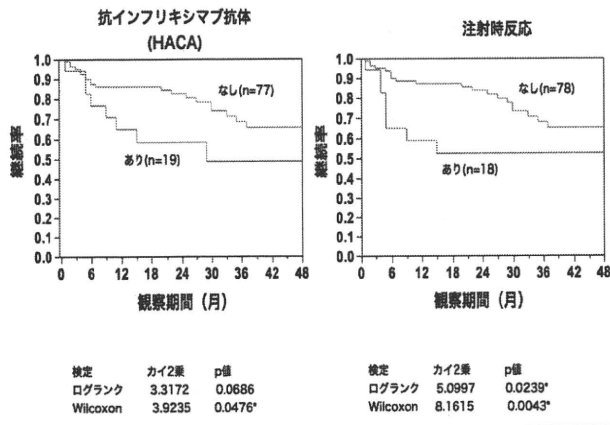 抗インフリキシマブ抗体
(HACA)
継続率
1.0
0.9
0.8
0.7
0.6
0.5
0.4
0.3
0.2
0.1
0.0
なし(n=77)
あり(n=19)
0 6 12 18 24 30 36 42 48
観察期間（月）
検定 カイ2乗 p値
ログランク 3.3172 0.0686
Wilcoxon 3.9235 0.0476*
注射時反応
継続率
1.0
0.9
0.8
0.7
0.6
0.5
0.4
0.3
0.2
0.1
0.0
なし(n=78)
あり(n=18)
0 6 12 18 24 30 36 42 48
観察期間（月）
検定 カイ2乗 p値
ログランク 5.0997 0.0239*
Wilcoxon 8.1615 0.0043*